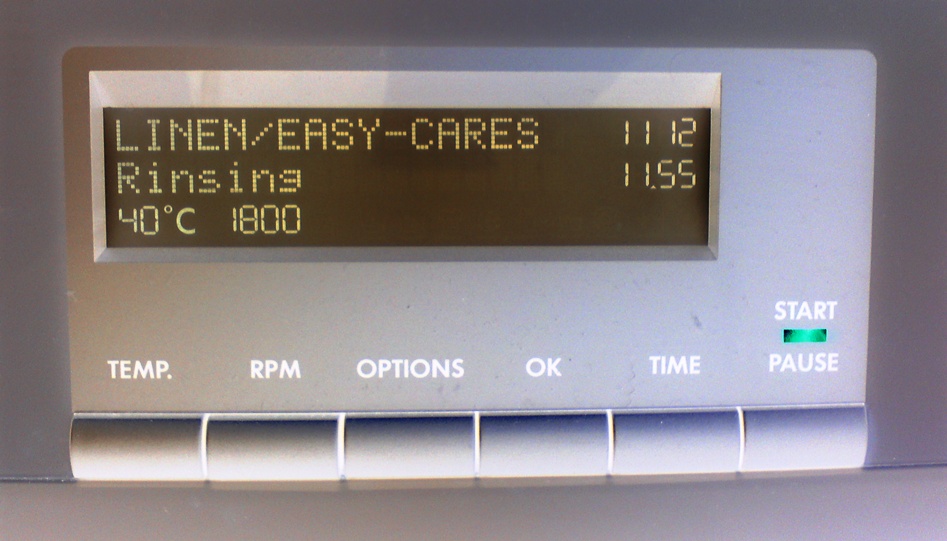 LINEN/EASY-CARES 11 12
Rinsing 11.55
40°C 1800
START
TEMP. RPM OPTIONS OK TIME PAUSE